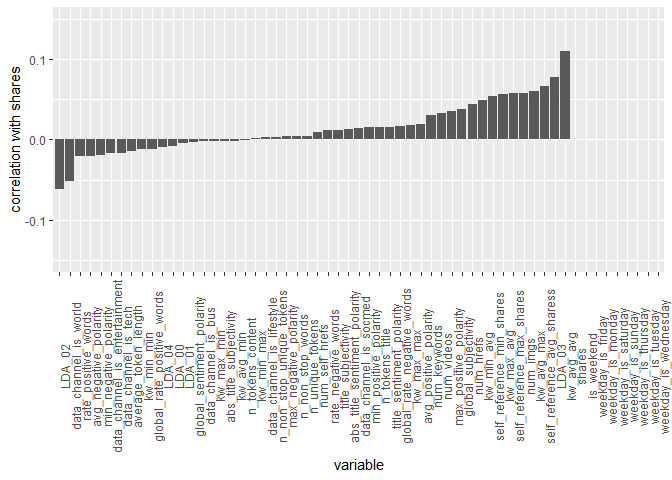 correlation with shares
0.1
0.0
-0.1
LDA_02
data_channel_is_world
rate_positive_words
avg_negative_polarity
min_negative_polarity
data_channel_is_entertainment
data_channel_is_tech
average_token_length
kw_min_min
global_rate_positive_words
LDA_04
LDA_00
LDA_01
global_sentiment_polarity
data_channel_is_bus
kw_max_min
abs_title_subjectivity
kw_avg_min
n_tokens_content
kw_min_max
data_channel_is_lifestyle
n_non_stop_unique_tokens
max_negative_polarity
n_non_stop_words
n_unique_tokens
num_self_hrefs
rate_negative_words
title_subjectivity
abs_title_sentiment_polarity
data_channel_is_socmed
min_positive_polarity
n_tokens_title
title_sentiment_polarity
global_rate_negative_words
kw_max_max
avg_positive_polarity
num_keywords
num_videos
max_positive_polarity
global_subjectivity
num_hrefs
kw_min_avg
self_reference_min_shares
kw_max_avg
self_reference_max_shares
num_imgs
kw_avg_max
self_reference_avg_sharess
LDA_03
kw_avg_avg
shares
is_weekend
weekday_is_friday
weekday_is_monday
weekday_is_saturday
weekday_is_sunday
weekday_is_thursday
weekday_is_tuesday
weekday_is_wednesday
variable